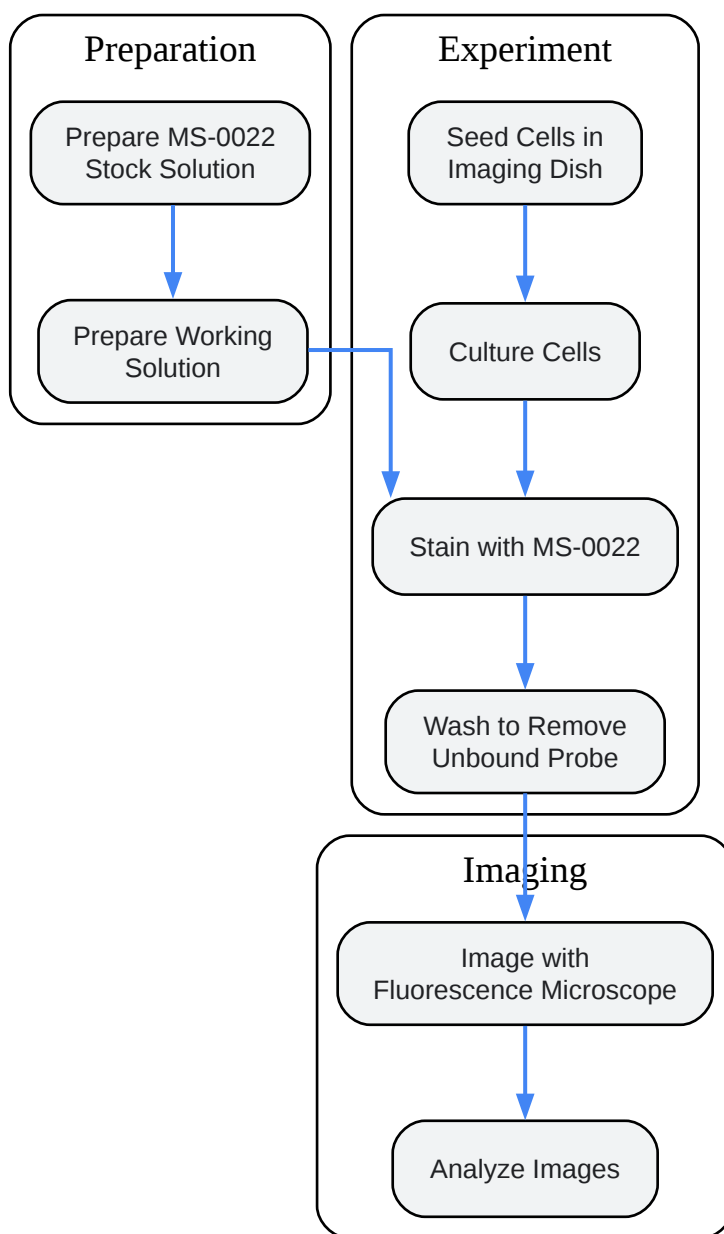 Preparation
Prepare MS-0022
Stock Solution
Prepare Working
Solution
Experiment
Seed Cells in
Imaging Dish
Culture Cells
Stain with MS-0022
Wash to Remove
Unbound Probe
Imaging
Image with
Fluorescence Microscope
Analyze Images